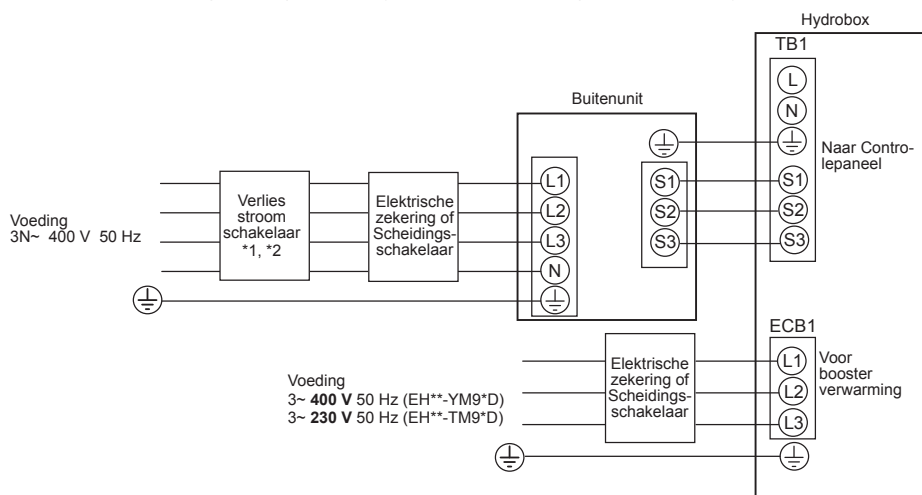 Hydrobox
TB1
L
N
Buitenunit
Naar Contro-
lepaneel
L1
L2
L3
N
S1
S2
S3
S1
S2
S3
Verlies
stroom
schakelaar
*1, *2
Elektrische
zekering of
Scheidings-
schakelaar
Voeding
3N~ 400 V 50 Hz
ECB1
L1
L2
L3
Voor
booster
verwarming
Elektrische
zekering of
Scheidings-
schakelaar
Voeding
3~ 400 V 50 Hz (EH**-YM9*D)
3~ 230 V 50 Hz (EH**-TM9*D)